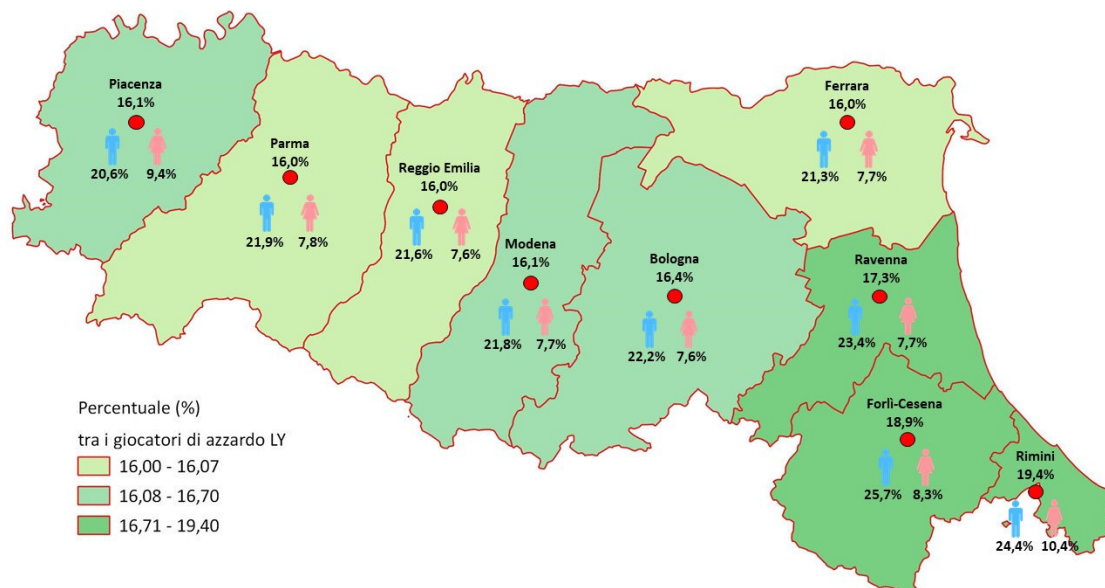 Piacenza
16,1%
20,6% 9,4%
Parma
16,0%
21,9% 7,8%
Reggio Emilia
16,0%
21,6% 7,6%
Modena
16,1%
21,8% 7,7%
Bologna
16,4%
22,2% 7,6%
Ferrara
16,0%
21,3% 7,7%
Ravenna
17,3%
23,4% 7,7%
Forlì-Cesena
18,9%
25,7% 8,3%
Rimini
19,4%
24,4% 10,4%
Percentuale (%)
tra i giocatori di azzardo LY
16,00 - 16,07
16,08 - 16,70
16,71 - 19,40